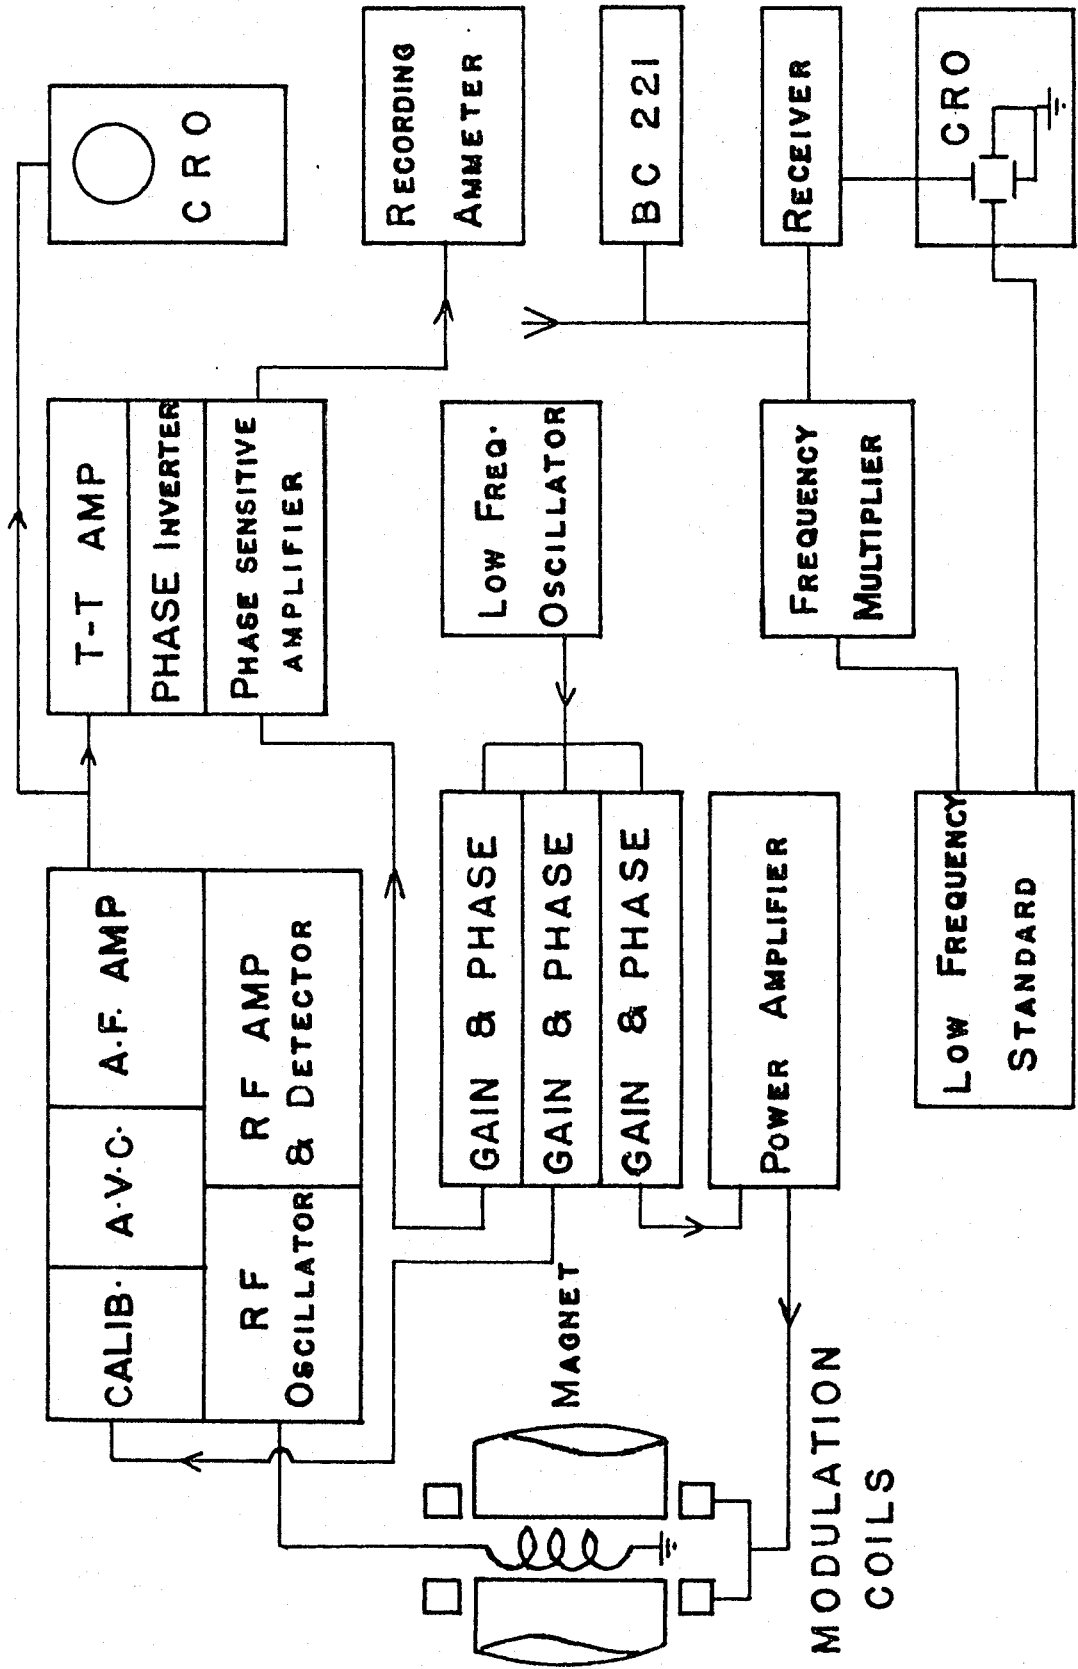 CALIB.
A.V.C.
A.F. AMP
RF
OSCILLATOR
RF AMP
& DETECTOR
T-T AMP
PHASE INVERTER
PHASE SENSITIVE
AMPLIFIER
CRO
RECORDING
AMMETER
MAGNET
GAIN & PHASE
GAIN & PHASE
GAIN & PHASE
LOW FREQ.
OSCILLATOR
BC 221
POWER AMPLIFIER
FREQUENCY
MULTIPLIER
RECEIVER
MODULATION
COILS
LOW FREQUENCY
STANDARD
CRO